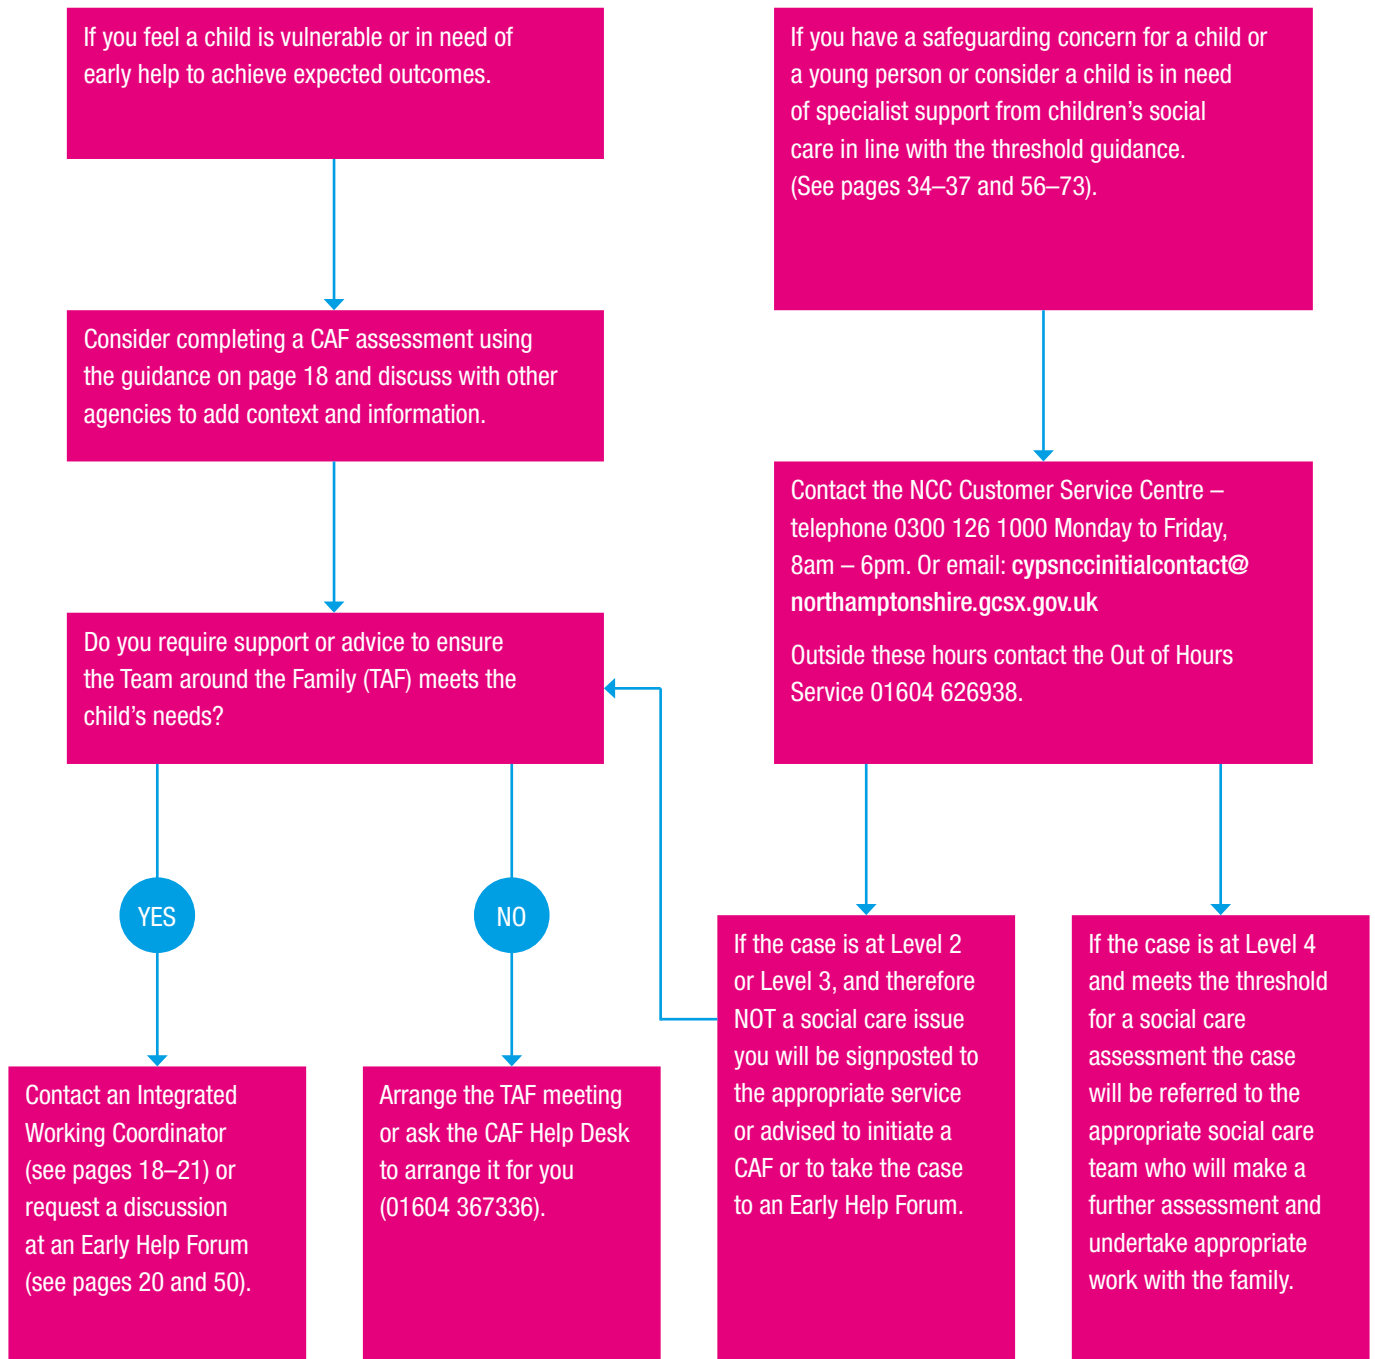 If you feel a child is vulnerable or in need of
early help to achieve expected outcomes.
If you have a safeguarding concern for a child or
a young person or consider a child is in need
of specialist support from children’s social
care in line with the threshold guidance.
(See pages 34–37 and 56–73).
Consider completing a CAF assessment using
the guidance on page 18 and discuss with other
agencies to add context and information.
Contact the NCC Customer Service Centre –
telephone 0300 126 1000 Monday to Friday,
8am – 6pm. Or email: cypsnccinitialcontact@
northamptonshire.gcsx.gov.uk
Outside these hours contact the Out of Hours
Service 01604 626938.
Do you require support or advice to ensure
the Team around the Family (TAF) meets the
child’s needs?
YES
NO
Contact an Integrated
Working Coordinator
(see pages 18–21) or
request a discussion
at an Early Help Forum
(see pages 20 and 50).
Arrange the TAF meeting
or ask the CAF Help Desk
to arrange it for you
(01604 367336).
If the case is at Level 2
or Level 3, and therefore
NOT a social care issue
you will be signposted to
the appropriate service
or advised to initiate a
CAF or to take the case
to an Early Help Forum.
If the case is at Level 4
and meets the threshold
for a social care
assessment the case
will be referred to the
appropriate social care
team who will make a
further assessment and
undertake appropriate
work with the family.